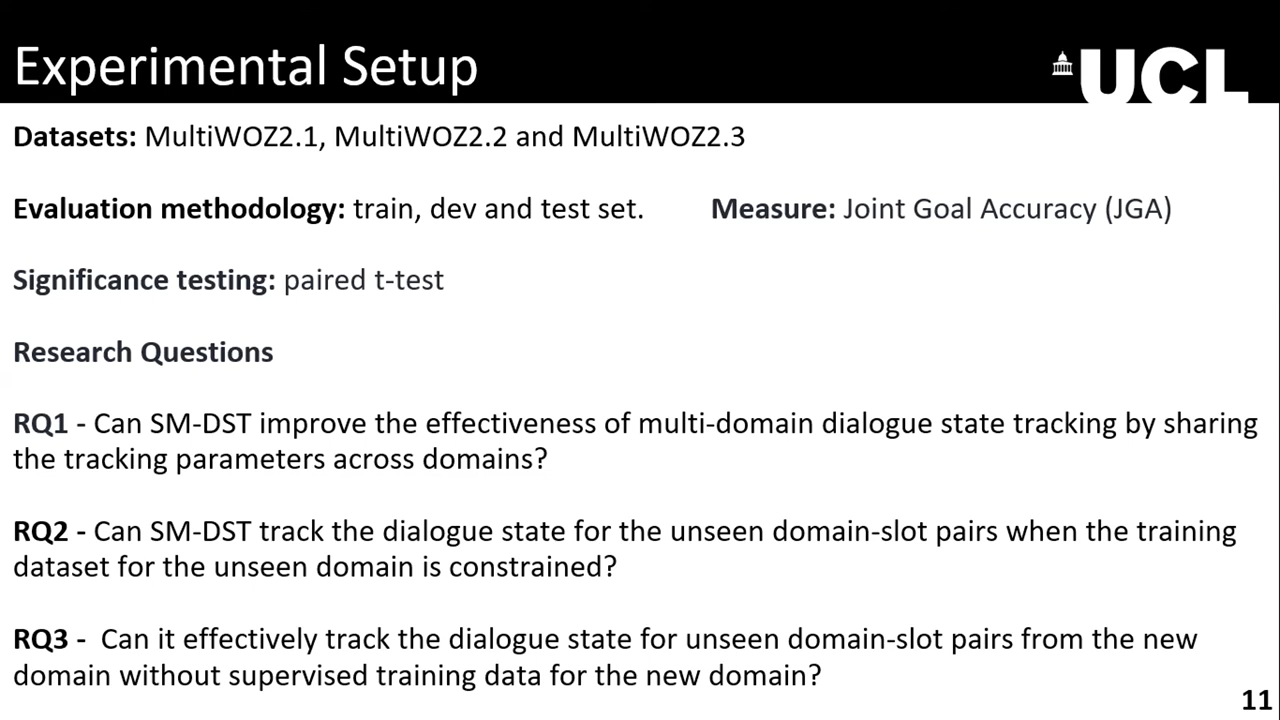 Experimental Setup
UCL
Datasets: MultiWOZ2.1, MultiWOZ2.2 and MultiWOZ2.3
Evaluation methodology: train, dev and test set. Measure: Joint Goal Accuracy (JGA)
Significance testing: paired t-test
Research Questions
RQ1 - Can SM-DST improve the effectiveness of multi-domain dialogue state tracking by sharing
the tracking parameters across domains?
RQ2 - Can SM-DST track the dialogue state for the unseen domain-slot pairs when the training
dataset for the unseen domain is constrained?
RQ3 - Can it effectively track the dialogue state for unseen domain-slot pairs from the new
domain without supervised training data for the new domain?
11